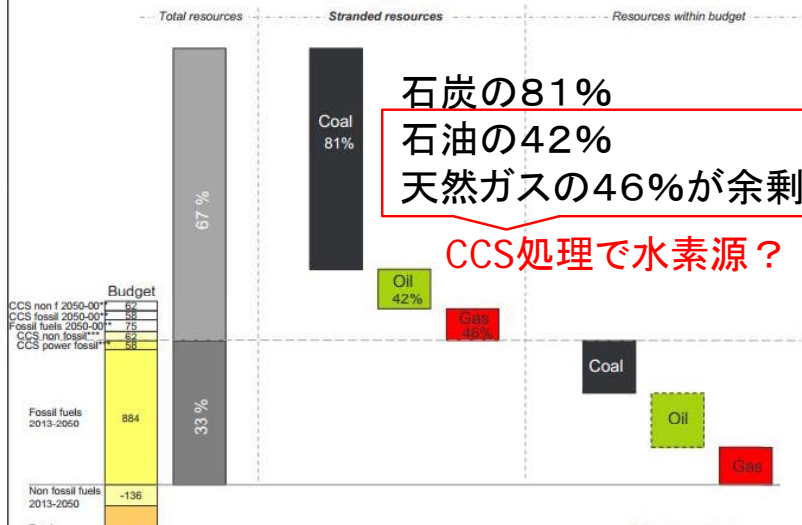 Total resources
Stranded resources
Resources within budget
石炭の81%
石油の42%
天然ガスの46%が余剰
CCS処理で水素源？
Coal
81%
67 %
Oil
42%
Gas
46%
Budget
CCS non f 2050-00**
62
CCS fossil 2050-00**
58
Fossil fuels 2050-00**
75
CCS non fossil***
62
CCS power fossil***
58
Coal
Fossil fuels
2013-2050
884
33 %
Oil
Gas
Non fossil fuels
2013-2050
-136